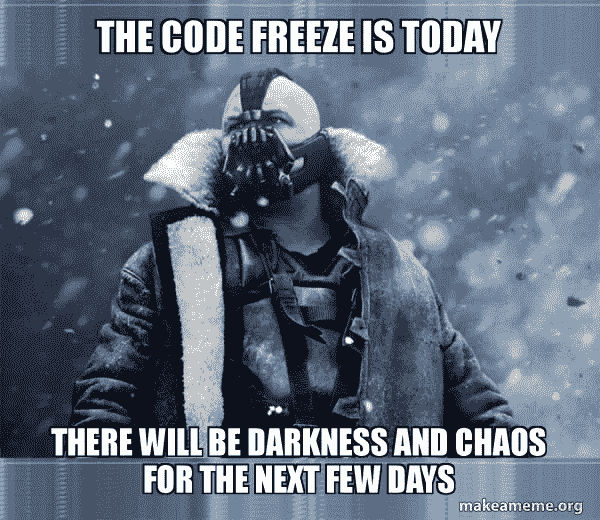 THE CODE FREEZE IS TODAY
THERE WILL BE DARKNESS AND CHAOS
FOR THE NEXT FEW DAYS
makeameme.org